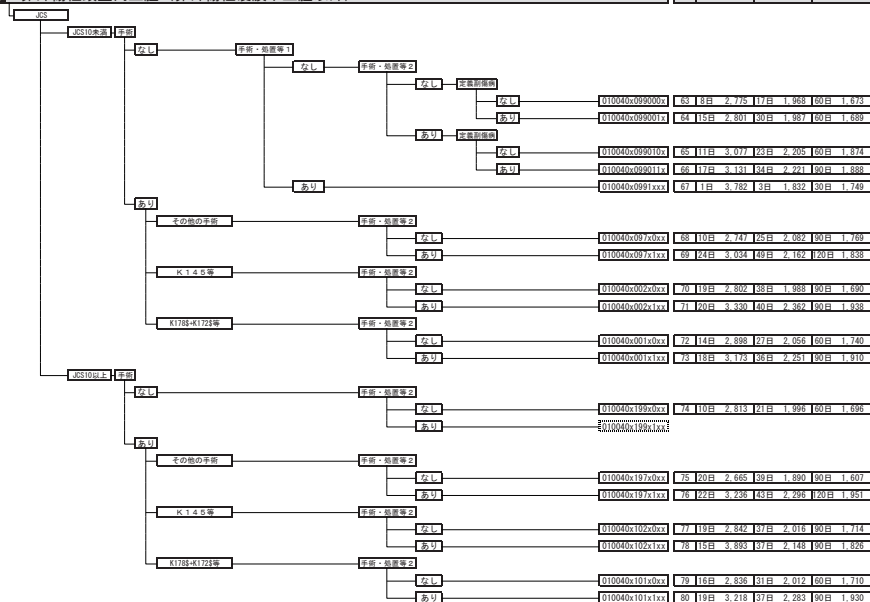 JCS
JCS10未満 手術
なし 手術・処置等1
なし 手術・処置等2
なし 定義副傷病
なし 010040x099000x 63 8日 2,775 17日 1,968 60日 1,673
あり 010040x099001x 64 15日 2,801 30日 1,987 60日 1,689
あり 定義副傷病
なし 010040x099010x 65 11日 3,077 23日 2,205 60日 1,874
あり 010040x099011x 66 17日 3,131 34日 2,221 90日 1,888
あり 010040x0991xxx 67 1日 3,782 3日 1,832 30日 1,749
あり
その他の手術 手術・処置等2
なし 010040x097x0xx 68 10日 2,747 25日 2,082 90日 1,769
あり 010040x097x1xx 69 24日 3,034 49日 2,162 120日 1,838
K145等 手術・処置等2
なし 010040x002x0xx 70 19日 2,802 38日 1,988 90日 1,690
あり 010040x002x1xx 71 20日 3,330 40日 2,362 90日 1,938
K178$+K172$等 手術・処置等2
なし 010040x001x0xx 72 14日 2,898 27日 2,056 60日 1,740
あり 010040x001x1xx 73 18日 3,173 36日 2,251 90日 1,910
JCS10以上 手術
なし 手術・処置等2
なし 010040x199x0xx 74 10日 2,813 21日 1,996 60日 1,696
あり 010040x199x1xx
あり
その他の手術 手術・処置等2
なし 010040x197x0xx 75 20日 2,665 39日 1,890 90日 1,607
あり 010040x197x1xx 76 22日 3,236 43日 2,296 120日 1,951
K145等 手術・処置等2
なし 010040x102x0xx 77 19日 2,842 37日 2,016 90日 1,714
あり 010040x102x1xx 78 15日 3,893 37日 2,148 90日 1,826
K178$+K172$等 手術・処置等2
なし 010040x101x0xx 79 16日 2,836 31日 2,012 60日 1,710
あり 010040x101x1xx 80 19日 3,218 37日 2,283 90日 1,930